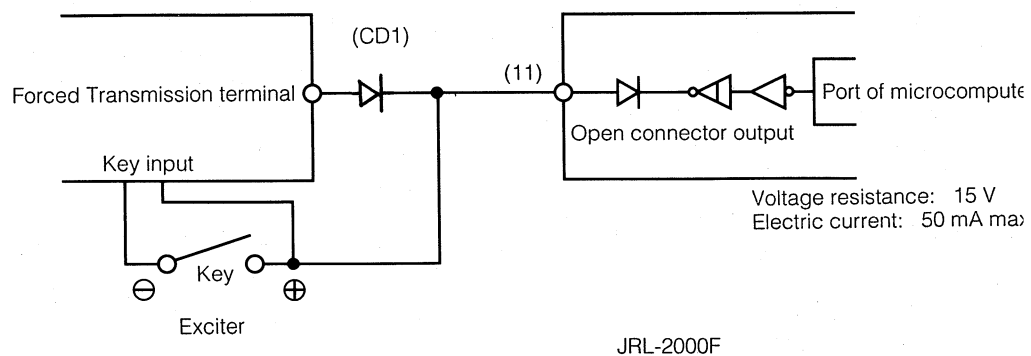 (CD1)
(11)
Forced Transmission terminal
Port of microcompute
Open connector output
Key input
Voltage resistance: 15 V
Electric current: 50 mA max
Key
⊖ ⊕
Exciter
JRL-2000F